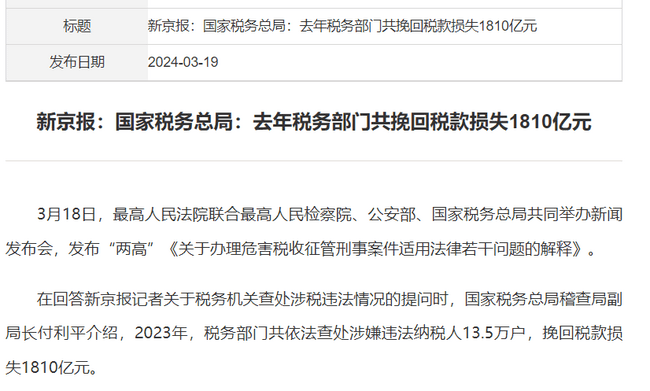 标题 新京报：国家税务总局：去年税务部门共挽回税款损失1810亿元
发布日期 2024-03-19
新京报：国家税务总局：去年税务部门共挽回税款损失1810亿元
3月18日，最高人民法院联合最高人民检察院、公安部、国家税务总局共同举办新闻
发布会，发布“两高”《关于办理危害税收征管刑事案件适用法律若干问题的解释》。
在回答新京报记者关于税务机关查处涉税违法情况的提问时，国家税务总局稽查局副
局长付利平介绍，2023年，税务部门共依法查处涉嫌违法纳税人13.5万户，挽回税款损
失1810亿元。